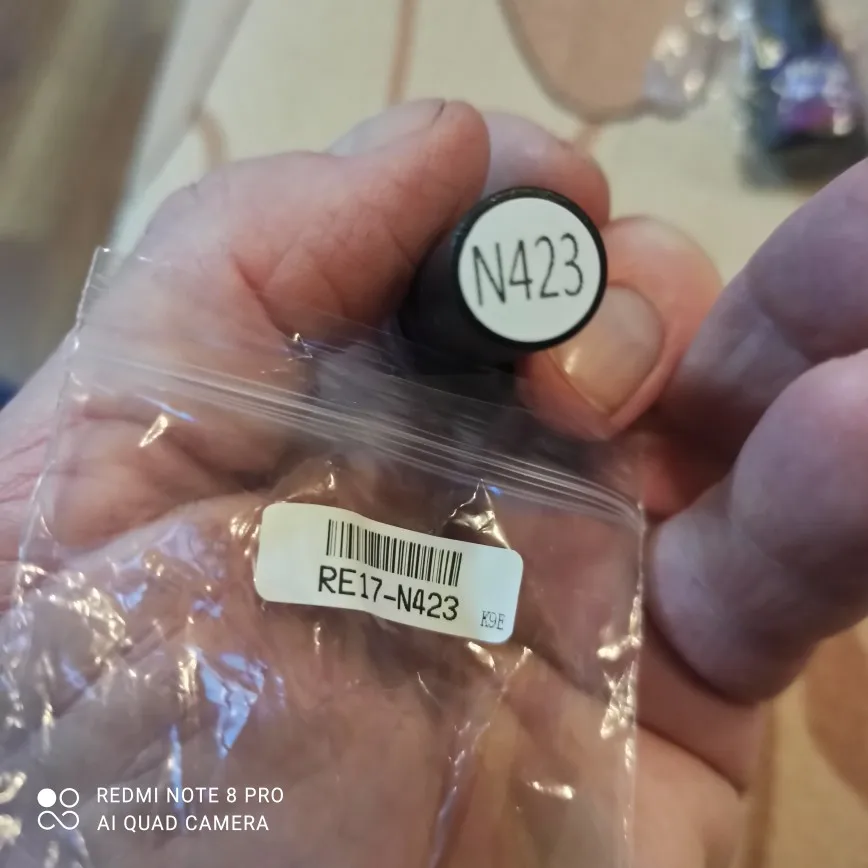 N423
RE17-N423
K9E
REDMI NOTE 8 PRO
AI QUAD CAMERA